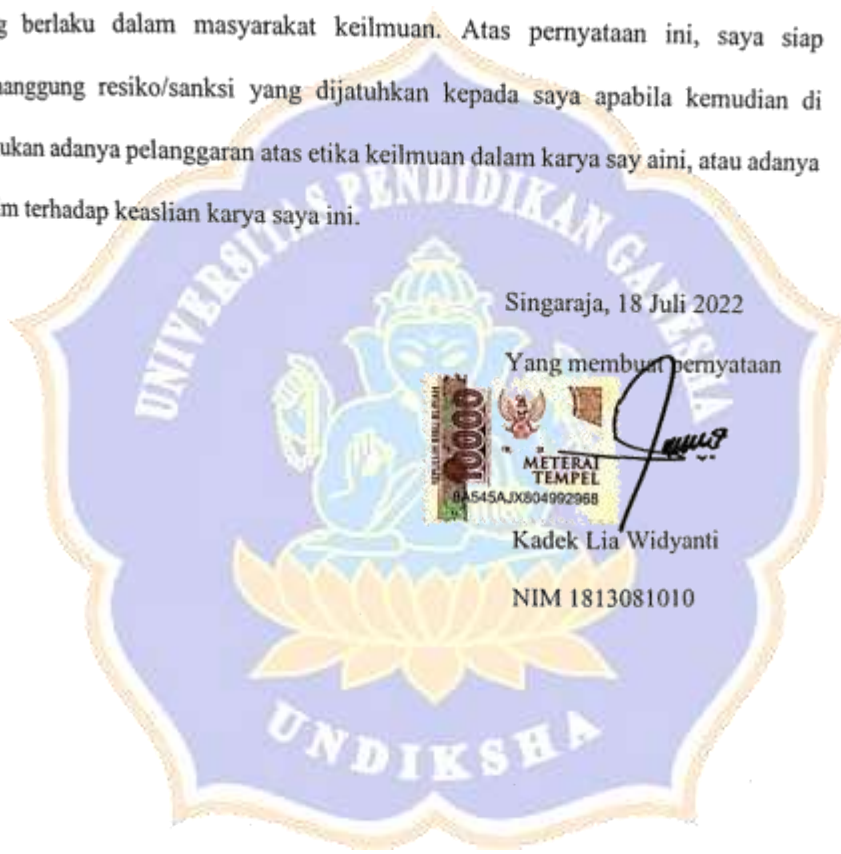 g berlaku dalam masyarakat keilmuan. Atas pernyataan ini, saya siap
anggung resiko/sanksi yang dijatuhkan kepada saya apabila kemudian di
ukan adanya pelanggaran atas etika keilmuan dalam karya say aini, atau adanya
m terhadap keaslian karya saya ini.
UNIVERSITAS PENDIDIKAN GANESHA
Singaraja, 18 Juli 2022
Yang membuat pernyataan
10000
METERAI
TEMPEL
8A545AJX804992968
Kadek Lia Widyanti
NIM 1813081010
UNDIKSHA